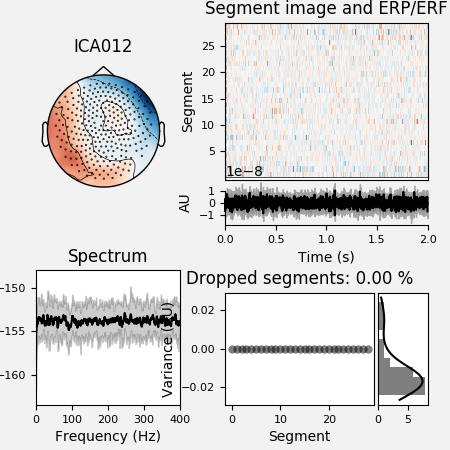 Segment image and ERP/ERF
ICA012
Segment
25
20
15
10
5
1e−8
AU
1
0
−1
0.0 0.5 1.0 1.5 2.0
Time (s)
Spectrum
−150
−155
−160
0 100 200 300 400
Frequency (Hz)
Dropped segments: 0.00 %
Variance (AU)
0.02
0.00
−0.02
0 10 20
Segment
0 5